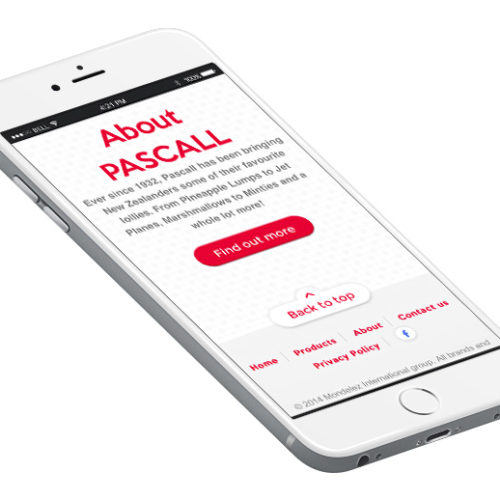 BELL 4:21 PM 100%
About
PASCALL
Ever since 1932, Pascall has been bringing
New Zealanders some of their favourite
lollies. From Pineapple Lumps to Jet
Planes, Marshmallows to Minties and a
whole lot more!
Find out more
Back to top
Home Products About Contact us
Privacy Policy f
© 2014 Mondelez International group. All brands and